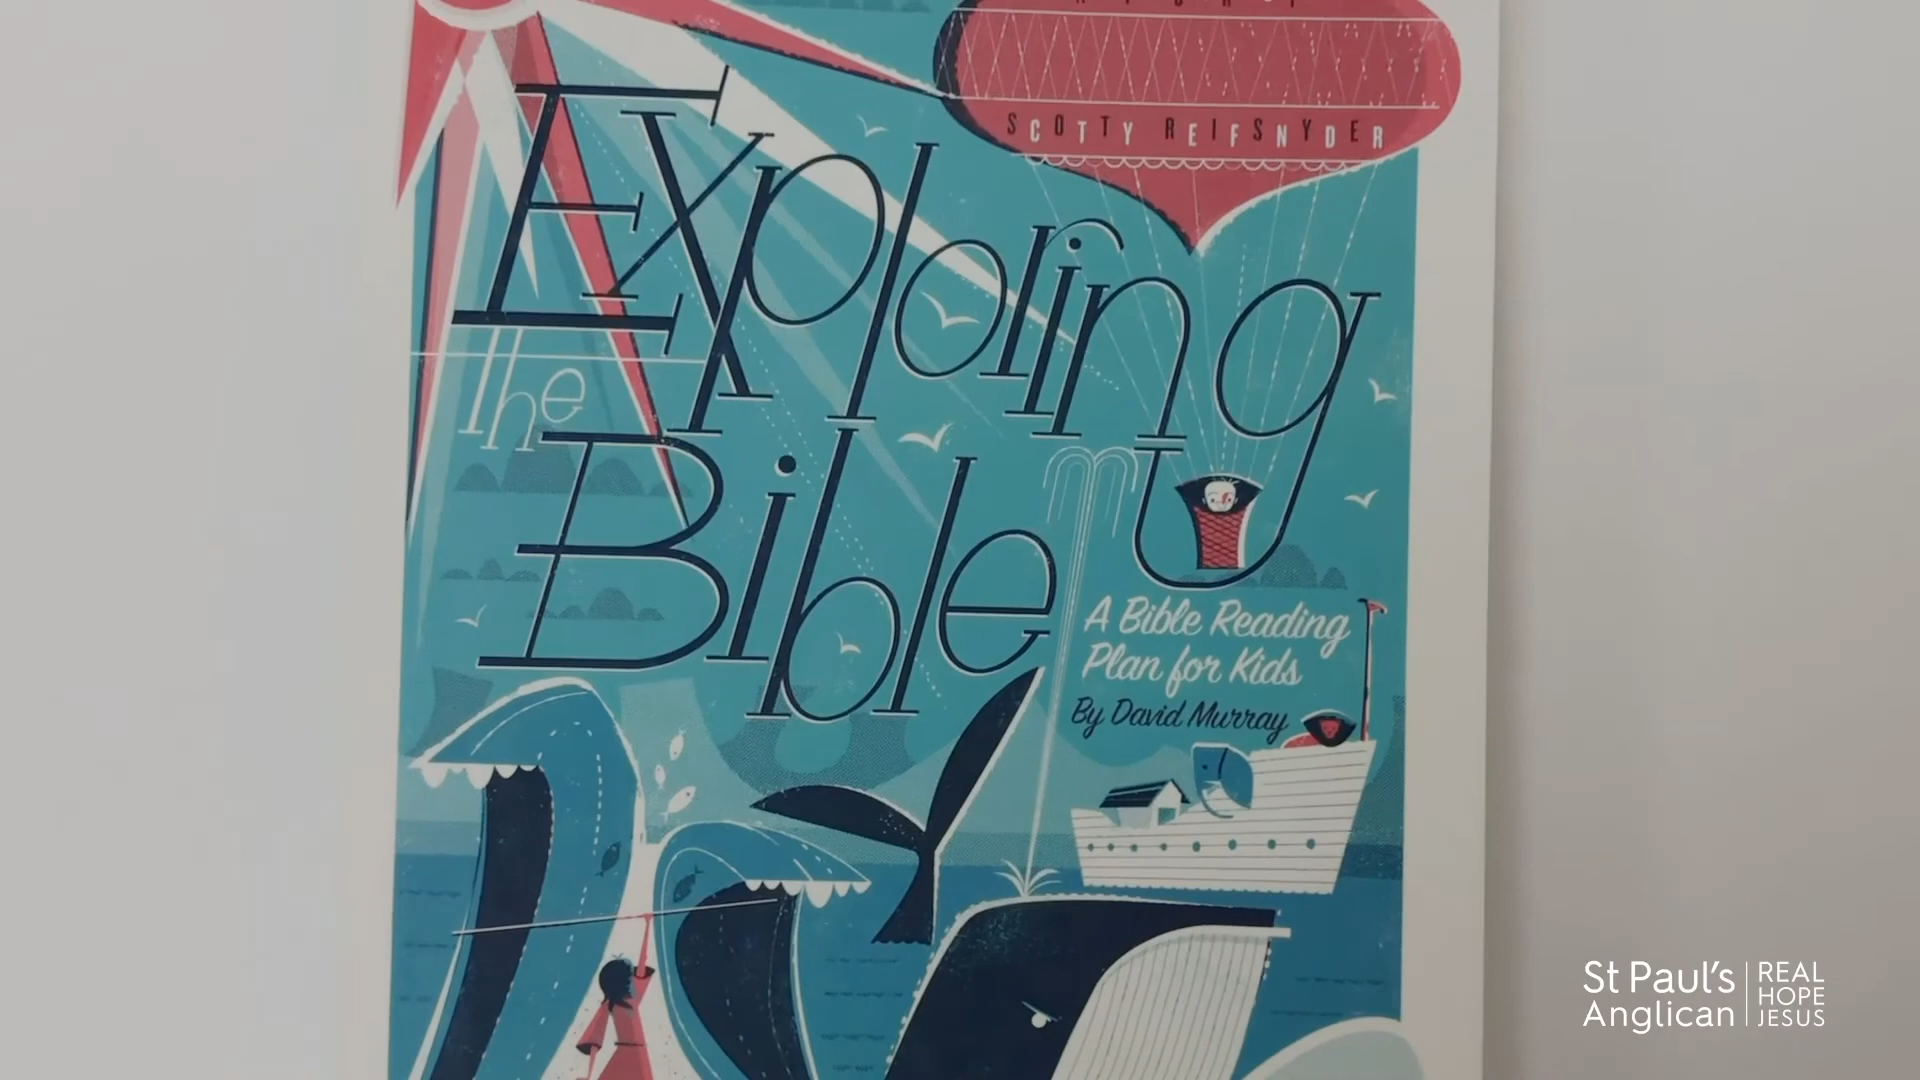 SCOTTY REIFSNYDER
Exploring
the
Bible
A Bible Reading
Plan for Kids
By David Murray
St Paul's
Anglican
REAL
HOPE
JESUS